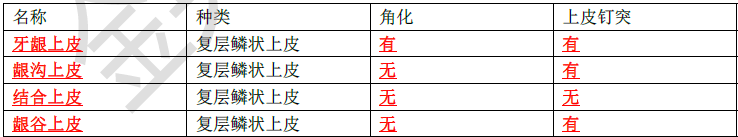 名称 种类 角化 上皮钉突
牙龈上皮 复层鳞状上皮 有 有
龈沟上皮 复层鳞状上皮 无 有
结合上皮 复层鳞状上皮 无 无
龈谷上皮 复层鳞状上皮 无 有